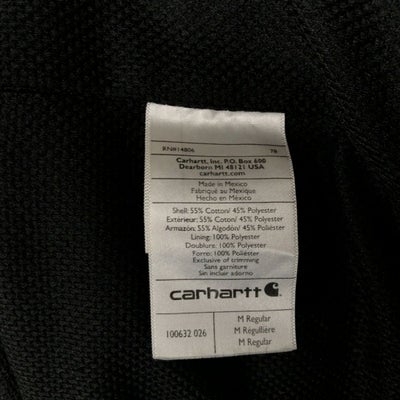 RN#14806 78
Carhartt, Inc. P.O. Box 600
Dearborn MI 48121 USA
carhartt.com
Made in Mexico
Fabriqué au Mexique
Hecho en México
Shell: 55% Cotton/ 45% Polyester
Extérieur: 55% Coton/ 45% Polyester
Armazón: 55% Algodón/ 45% Poliéster
Lining: 100% Polyester
Doublure: 100% Polyester
Forro: 100% Poliéster
Exclusive of trimming
Sans garniture
Sin incluir adorno
carhartt
100632 026
M Regular
M Régullière
M Regular